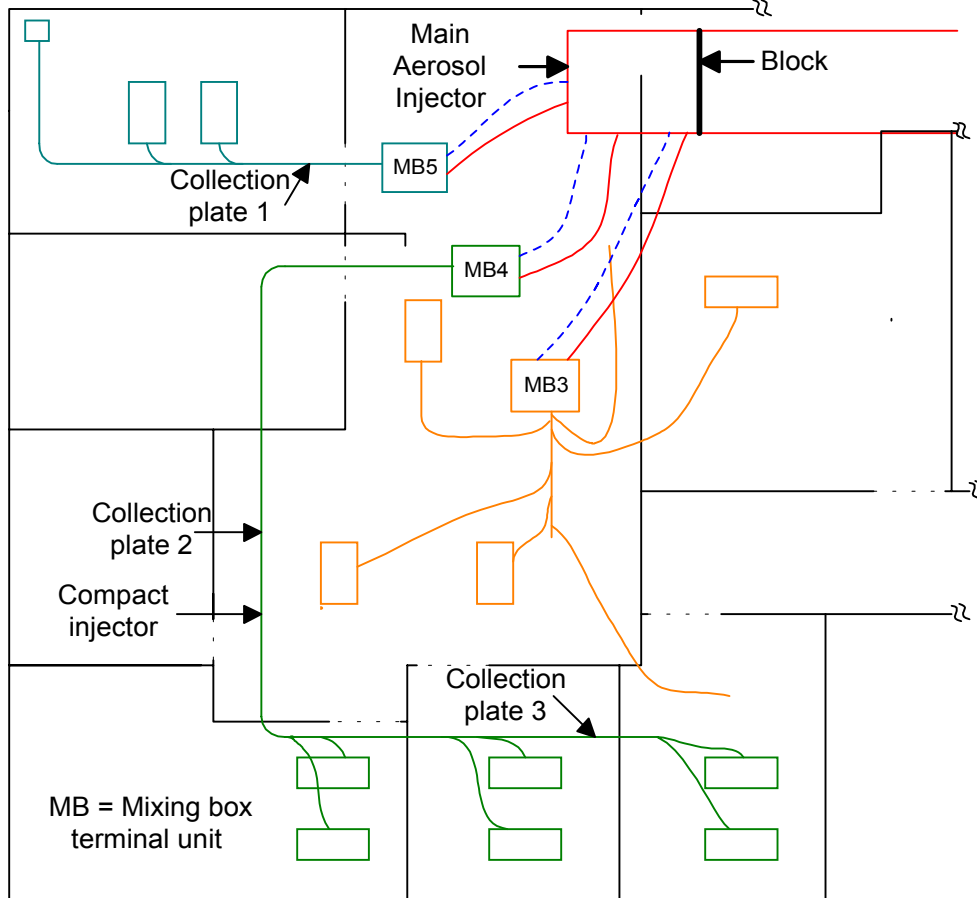 Main
Aerosol
Injector
Block
MB5
Collection
plate 1
MB4
MB3
Collection
plate 2
Compact
injector
Collection
plate 3
MB = Mixing box
terminal unit